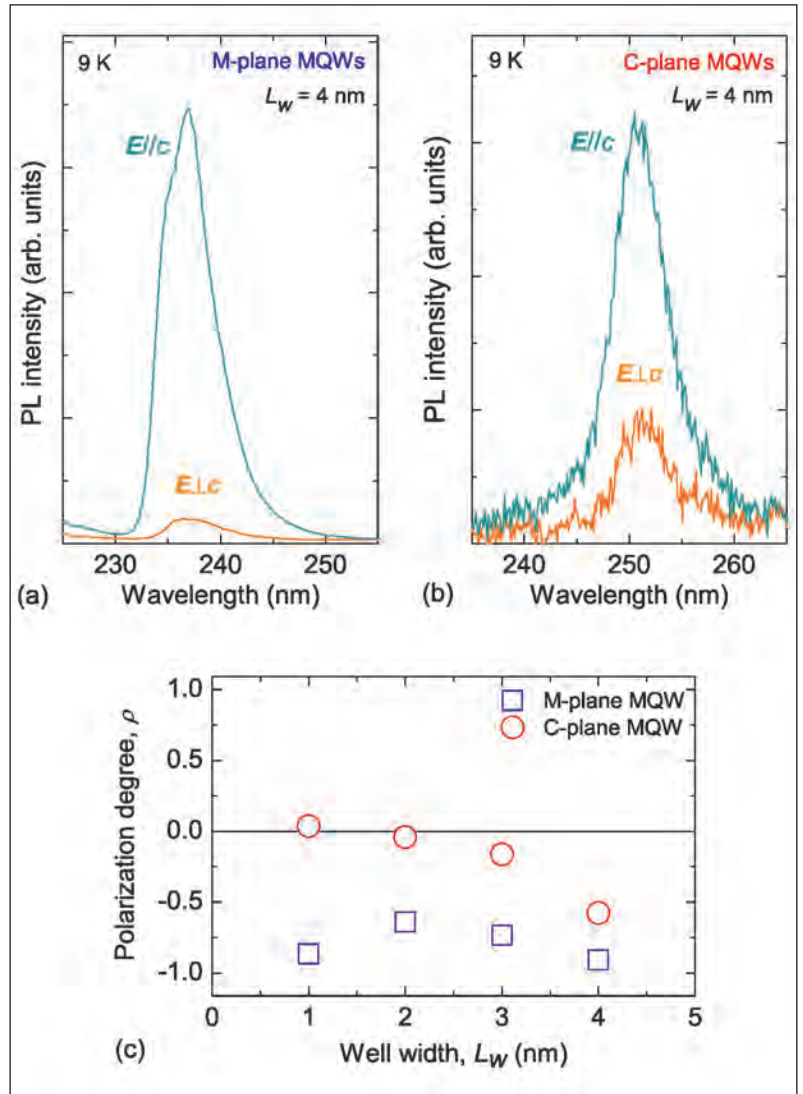 9 K
M-plane MQWs
L_W = 4 nm
E//c
E⊥c
PL intensity (arb. units)
230 240 250
Wavelength (nm)
(a)
9 K
C-plane MQWs
L_W = 4 nm
E//c
E⊥c
PL intensity (arb. units)
240 250 260
Wavelength (nm)
(b)
M-plane MQW
C-plane MQW
1.0
0.5
0.0
-0.5
-1.0
Polarization degree, ρ
0 1 2 3 4 5
Well width, L_W (nm)
(c)